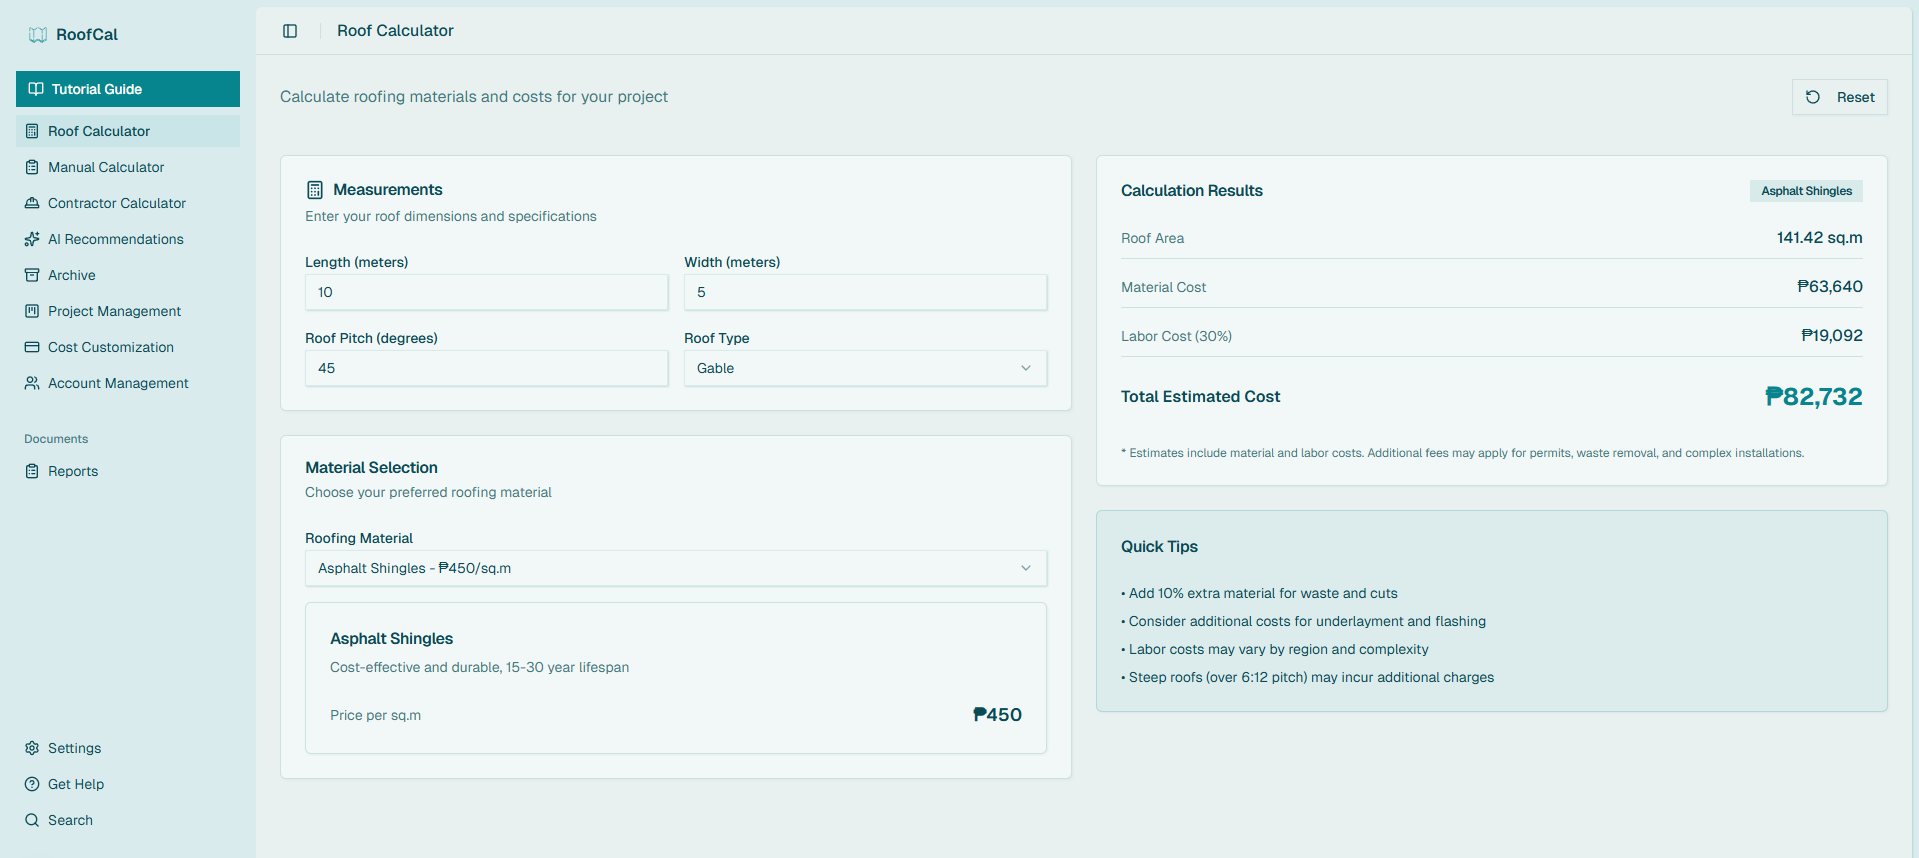 RoofCal
Tutorial Guide
Roof Calculator
Manual Calculator
Contractor Calculator
AI Recommendations
Archive
Project Management
Cost Customization
Account Management
Documents
Reports
Settings
Get Help
Search
Roof Calculator
Calculate roofing materials and costs for your project
Reset
Measurements
Enter your roof dimensions and specifications
Length (meters)
10
Width (meters)
5
Roof Pitch (degrees)
45
Roof Type
Gable
Material Selection
Choose your preferred roofing material
Roofing Material
Asphalt Shingles - ₱450/sq.m
Asphalt Shingles
Cost-effective and durable, 15-30 year lifespan
Price per sq.m
₱450
Calculation Results
Asphalt Shingles
Roof Area
141.42 sq.m
Material Cost
₱63,640
Labor Cost (30%)
₱19,092
Total Estimated Cost
₱82,732
* Estimates include material and labor costs. Additional fees may apply for permits, waste removal, and complex installations.
Quick Tips
• Add 10% extra material for waste and cuts
• Consider additional costs for underlayment and flashing
• Labor costs may vary by region and complexity
• Steep roofs (over 6:12 pitch) may incur additional charges